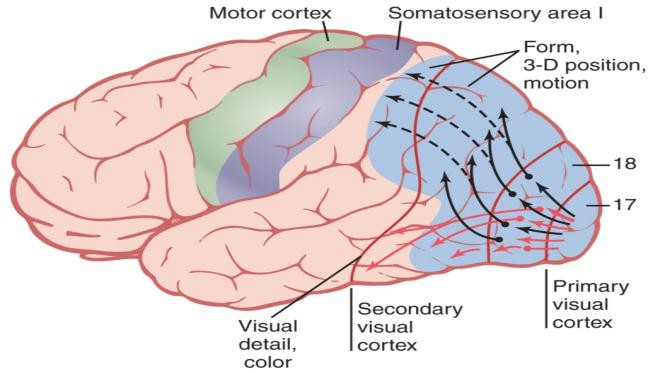 Motor cortex
Somatosensory area I
Form,
3-D position,
motion
18
17
Primary
visual
cortex
Secondary
visual
cortex
Visual
detail,
color